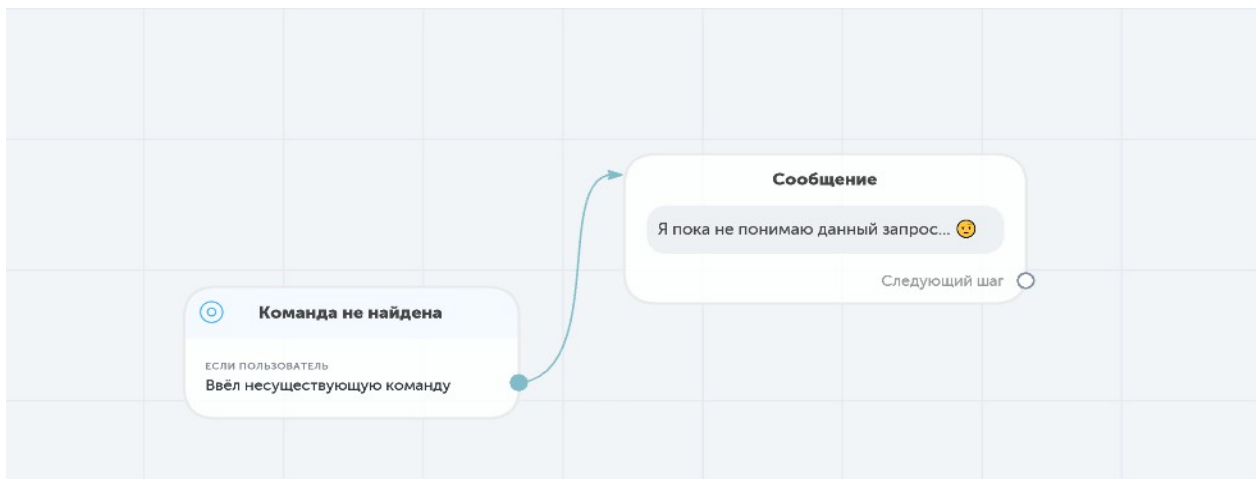 Сообщение
Я пока не понимаю данный запрос... 🤨
Следующий шаг
Команда не найдена
ЕСЛИ ПОЛЬЗОВАТЕЛЬ
Ввёл несуществующую команду